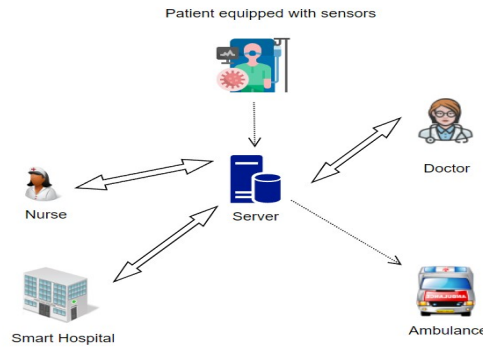 Patient equipped with sensors
Doctor
Nurse
Server
Smart Hospital
Ambulance